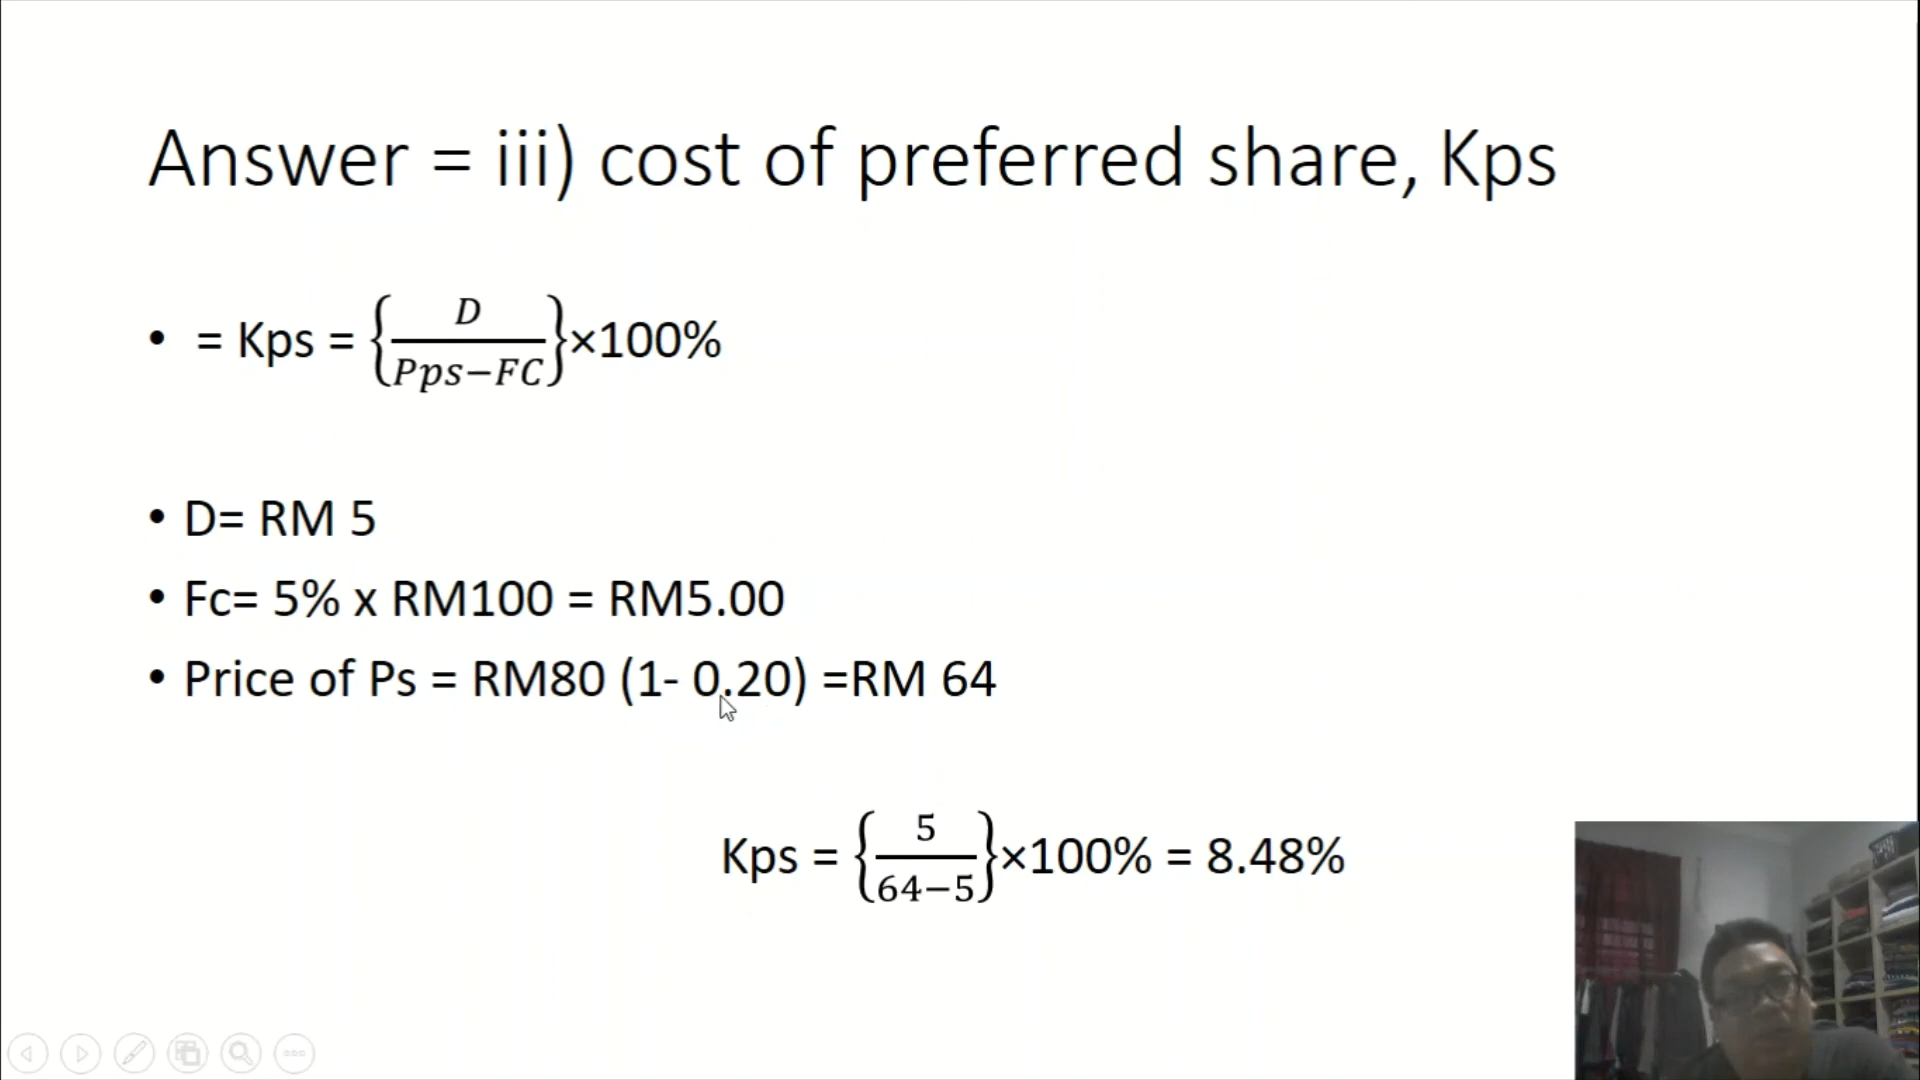 Answer = iii) cost of preferred share, Kps
• = Kps = {D/(Pps−FC)}×100%
• D= RM 5
• Fc= 5% x RM100 = RM5.00
• Price of Ps = RM80 (1- 0.20) =RM 64
Kps = {5/(64−5)}×100% = 8.48%